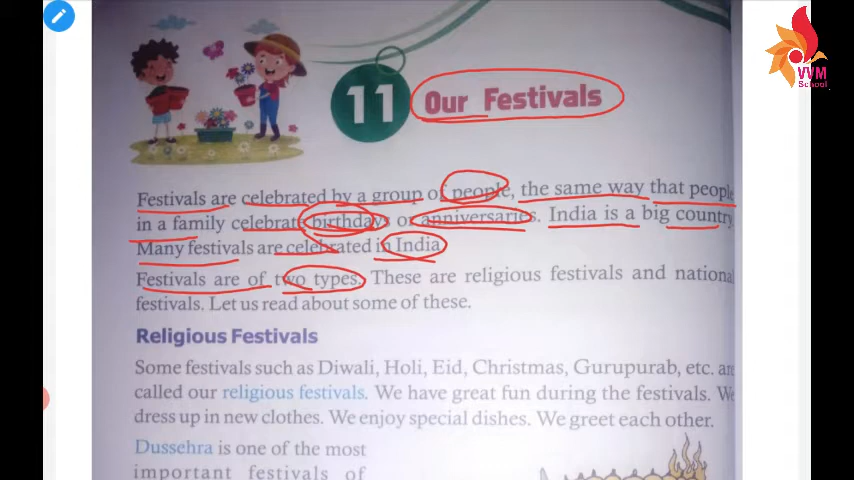 VVM
School
11
Our Festivals
Festivals are celebrated by a group of people, the same way that people
in a family celebrate birthdays or anniversaries. India is a big country.
Many festivals are celebrated in India
Festivals are of two types. These are religious festivals and national
festivals. Let us read about some of these.
Religious Festivals
Some festivals such as Diwali, Holi, Eid, Christmas, Gurupurab, etc. are
called our religious festivals. We have great fun during the festivals. We
dress up in new clothes. We enjoy special dishes. We greet each other.
Dussehra is one of the most
important festivals of